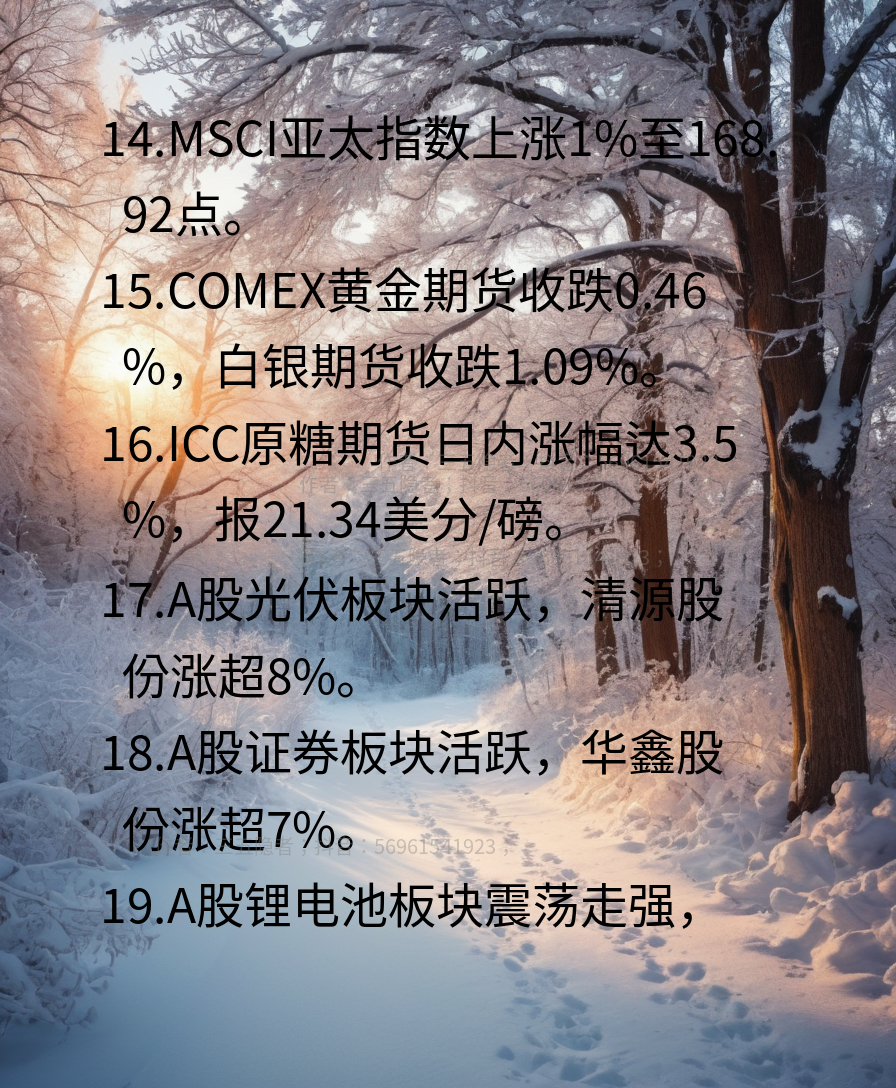 14.MSCI亚太指数上涨1%至168.
92点。
15.COMEX黄金期货收跌0.46
%，白银期货收跌1.09%。
16.ICC原糖期货日内涨幅达3.5
%，报21.34美分/磅。
17.A股光伏板块活跃，清源股
份涨超8%。
18.A股证券板块活跃，华鑫股
份涨超7%。
19.A股锂电池板块震荡走强，